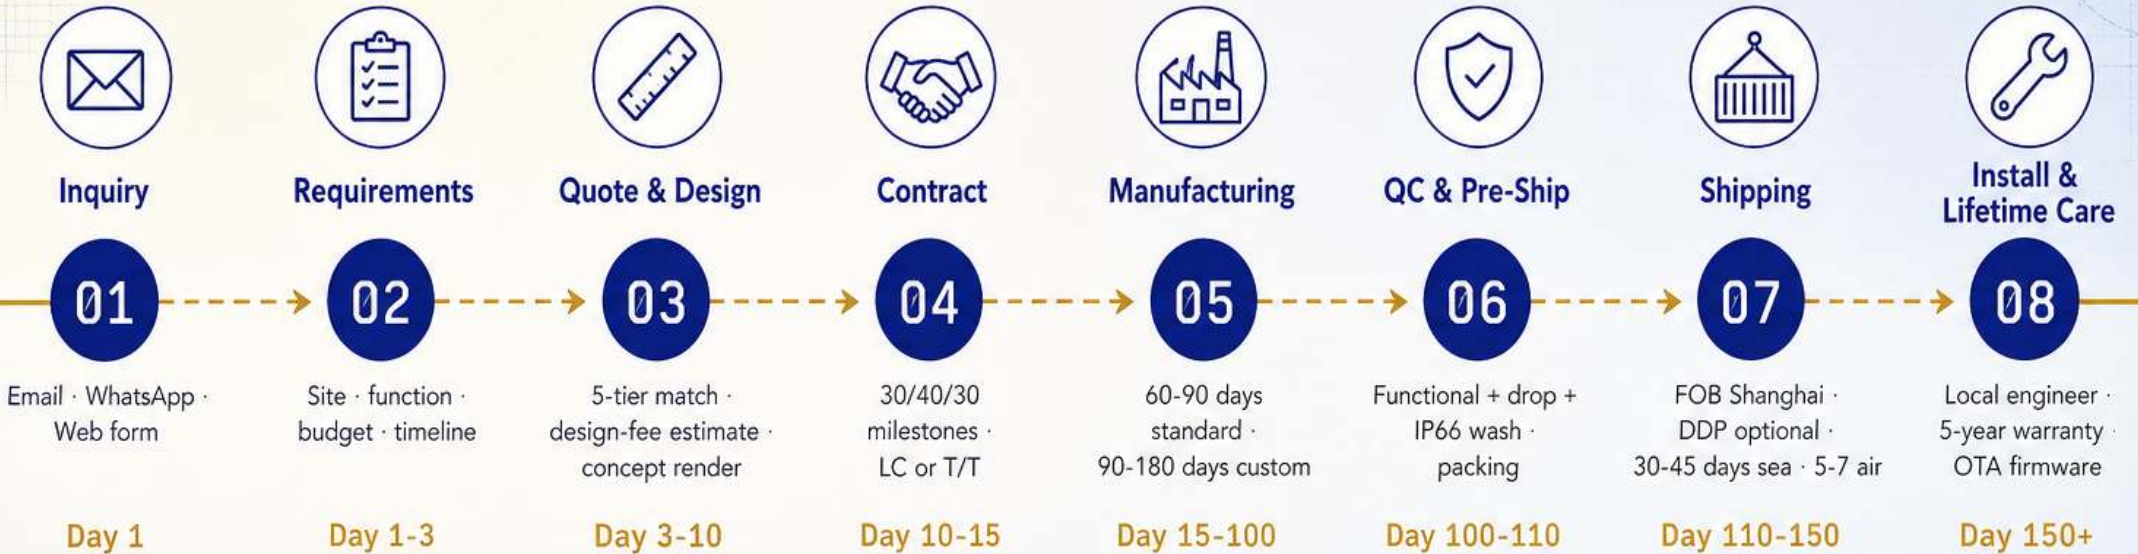 Inquiry
Requirements
Quote & Design
Contract
Manufacturing
QC & Pre-Ship
Shipping
Install &
Lifetime Care
01
02
03
04
05
06
07
08
Email · WhatsApp ·
Web form
Site · function ·
budget · timeline
5-tier match ·
design-fee estimate ·
concept render
30/40/30
milestones ·
LC or T/T
60-90 days
standard ·
90-180 days custom
Functional + drop +
IP66 wash ·
packing
FOB Shanghai ·
DDP optional ·
30-45 days sea · 5-7 air
Local engineer ·
5-year warranty ·
OTA firmware
Day 1
Day 1-3
Day 3-10
Day 10-15
Day 15-100
Day 100-110
Day 110-150
Day 150+